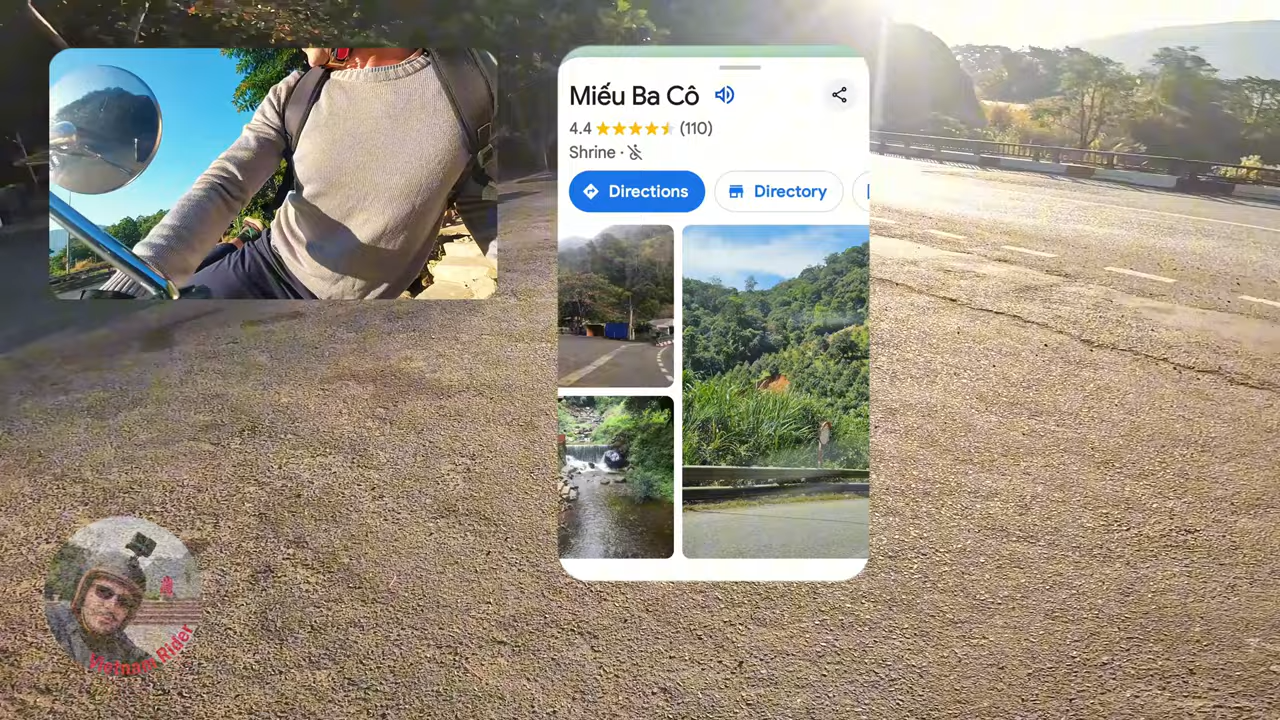 Miếu Ba Cô
4.4 (110)
Shrine ·
Directions
Directory
Vietnam Rider